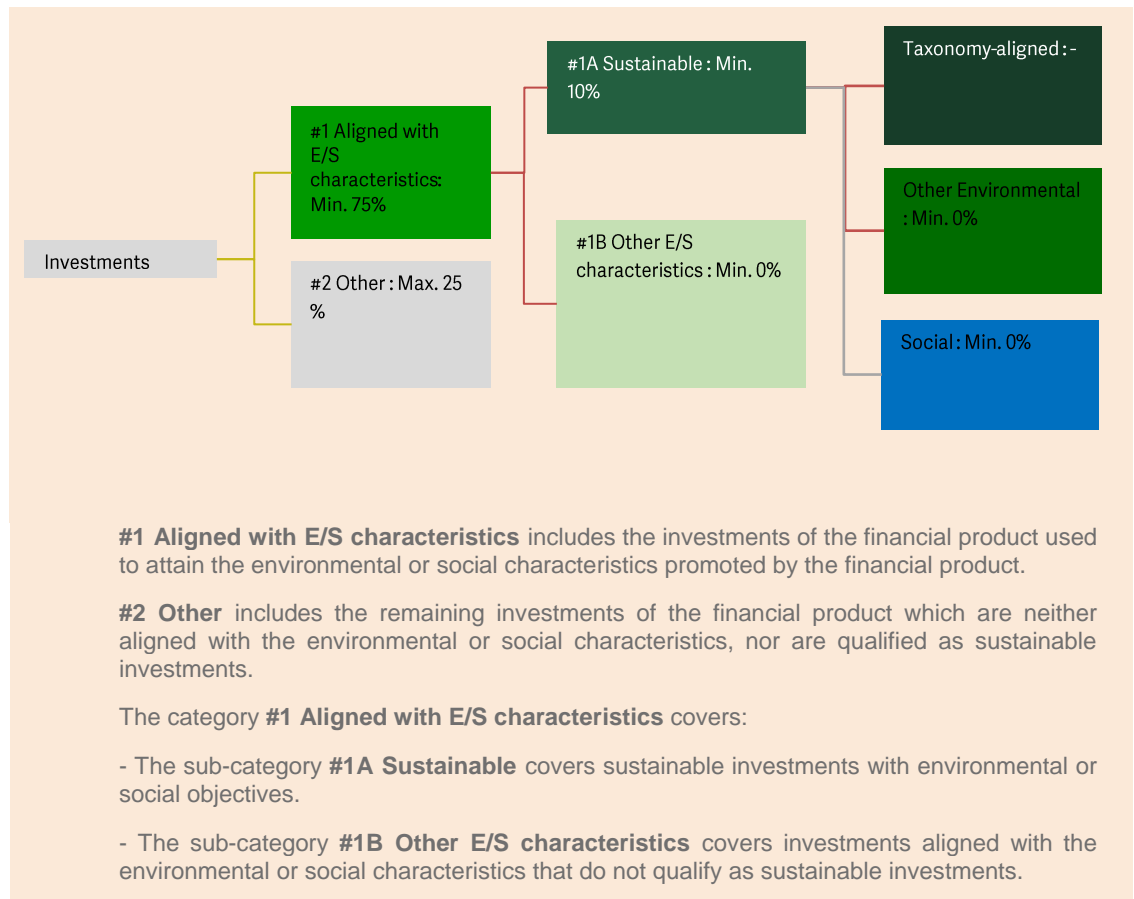 Investments
#1 Aligned with
E/S
characteristics:
Min. 75%
#2 Other : Max. 25
%
#1A Sustainable : Min.
10%
#1B Other E/S
characteristics : Min. 0%
Taxonomy-aligned : -
Other Environmental
: Min. 0%
Social : Min. 0%
#1 Aligned with E/S characteristics includes the investments of the financial product used
to attain the environmental or social characteristics promoted by the financial product.
#2 Other includes the remaining investments of the financial product which are neither
aligned with the environmental or social characteristics, nor are qualified as sustainable
investments.
The category #1 Aligned with E/S characteristics covers:
- The sub-category #1A Sustainable covers sustainable investments with environmental or
social objectives.
- The sub-category #1B Other E/S characteristics covers investments aligned with the
environmental or social characteristics that do not qualify as sustainable investments.